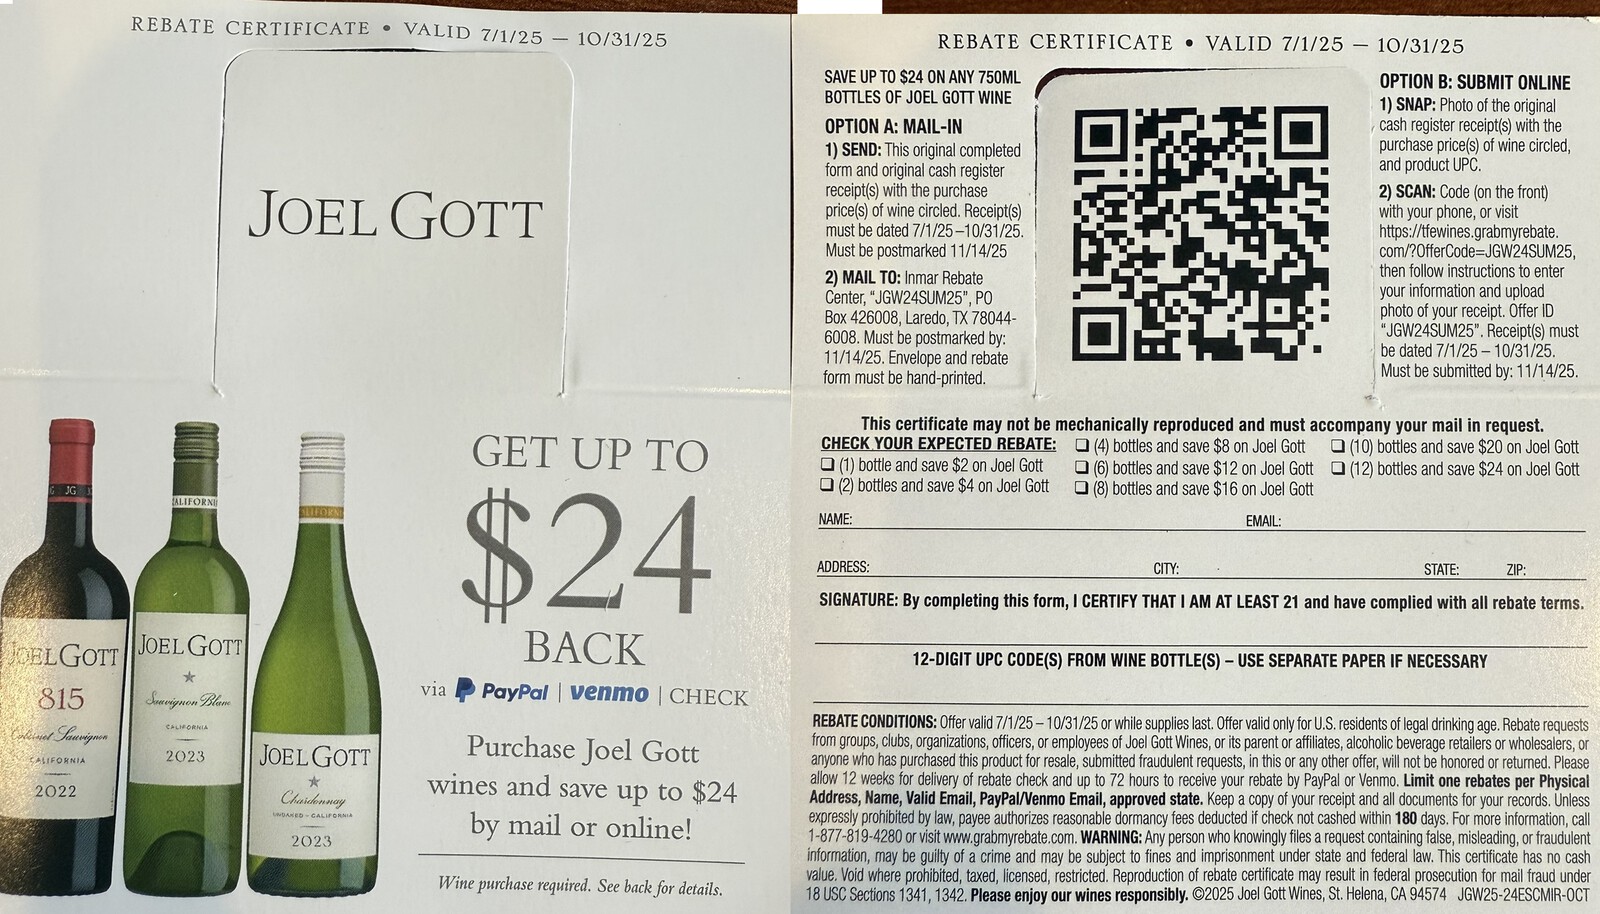 REBATE CERTIFICATE • VALID 7/1/25 — 10/31/25
JOEL GOTT
GET UP TO
$24
BACK
via PayPal | venmo | CHECK
Purchase Joel Gott
wines and save up to $24
by mail or online!
Wine purchase required. See back for details.
JG
JOEL GOTT
815
Cabernet Sauvignon
CALIFORNIA
2022
CALIFORNIA
JOEL GOTT
Sauvignon Blanc
CALIFORNIA
2023
CALIFORNIA
JOEL GOTT
Chardonnay
UNOAKED – CALIFORNIA
2023
REBATE CERTIFICATE • VALID 7/1/25 — 10/31/25
SAVE UP TO $24 ON ANY 750ML
BOTTLES OF JOEL GOTT WINE
OPTION A: MAIL-IN
1) SEND: This original completed
form and original cash register
receipt(s) with the purchase
price(s) of wine circled. Receipt(s)
must be dated 7/1/25 –10/31/25.
Must be postmarked 11/14/25
2) MAIL TO: Inmar Rebate
Center, “JGW24SUM25”, PO
Box 426008, Laredo, TX 78044-
6008. Must be postmarked by:
11/14/25. Envelope and rebate
form must be hand-printed.
OPTION B: SUBMIT ONLINE
1) SNAP: Photo of the original
cash register receipt(s) with the
purchase price(s) of wine circled,
and product UPC.
2) SCAN: Code (on the front)
with your phone, or visit
https://tfewines.grabmyrebate.
com/?OfferCode=JGW24SUM25,
then follow instructions to enter
your information and upload
photo of your receipt. Offer ID
“JGW24SUM25”. Receipt(s) must
be dated 7/1/25 – 10/31/25.
Must be submitted by: 11/14/25.
This certificate may not be mechanically reproduced and must accompany your mail in request.
CHECK YOUR EXPECTED REBATE:
❏ (1) bottle and save $2 on Joel Gott
❏ (2) bottles and save $4 on Joel Gott
❏ (4) bottles and save $8 on Joel Gott
❏ (6) bottles and save $12 on Joel Gott
❏ (8) bottles and save $16 on Joel Gott
❏ (10) bottles and save $20 on Joel Gott
❏ (12) bottles and save $24 on Joel Gott
NAME: EMAIL:
ADDRESS: CITY: STATE: ZIP:
SIGNATURE: By completing this form, I CERTIFY THAT I AM AT LEAST 21 and have complied with all rebate terms.
12-DIGIT UPC CODE(S) FROM WINE BOTTLE(S) – USE SEPARATE PAPER IF NECESSARY
REBATE CONDITIONS: Offer valid 7/1/25 – 10/31/25 or while supplies last. Offer valid only for U.S. residents of legal drinking age. Rebate requests
from groups, clubs, organizations, officers, or employees of Joel Gott Wines, or its parent or affiliates, alcoholic beverage retailers or wholesalers, or
anyone who has purchased this product for resale, submitted fraudulent requests, in this or any other offer, will not be honored or returned. Please
allow 12 weeks for delivery of rebate check and up to 72 hours to receive your rebate by PayPal or Venmo. Limit one rebates per Physical
Address, Name, Valid Email, PayPal/Venmo Email, approved state. Keep a copy of your receipt and all documents for your records. Unless
expressly prohibited by law, payee authorizes reasonable dormancy fees deducted if check not cashed within 180 days. For more information, call
1-877-819-4280 or visit www.grabmyrebate.com. WARNING: Any person who knowingly files a request containing false, misleading, or fraudulent
information, may be guilty of a crime and may be subject to fines and imprisonment under state and federal law. This certificate has no cash
value. Void where prohibited, taxed, licensed, restricted. Reproduction of rebate certificate may result in federal prosecution for mail fraud under
18 USC Sections 1341, 1342. Please enjoy our wines responsibly. ©2025 Joel Gott Wines, St. Helena, CA 94574 JGW25-24ESCMIR-OCT